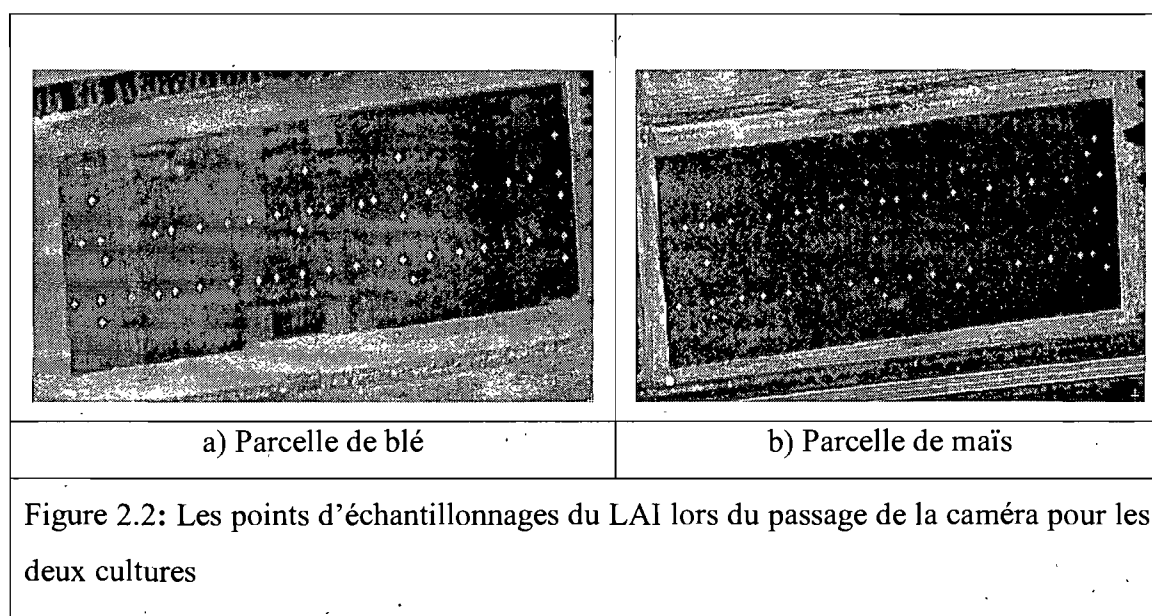 a) Parcelle de blé
b) Parcelle de maïs
Figure 2.2: Les points d'échantillonnages du LAI lors du passage de la caméra pour les
deux cultures